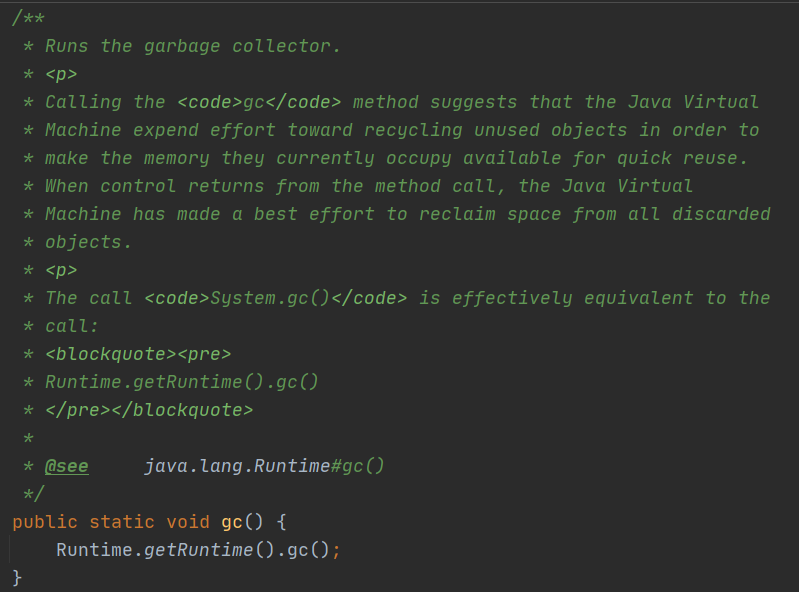 /**
* Runs the garbage collector.
* <p>
* Calling the <code>gc</code> method suggests that the Java Virtual
* Machine expend effort toward recycling unused objects in order to
* make the memory they currently occupy available for quick reuse.
* When control returns from the method call, the Java Virtual
* Machine has made a best effort to reclaim space from all discarded
* objects.
* <p>
* The call <code>System.gc()</code> is effectively equivalent to the
* call:
* <blockquote><pre>
* Runtime.getRuntime().gc()
* </pre></blockquote>
*
* @see     java.lang.Runtime#gc()
*/
public static void gc() {
    Runtime.getRuntime().gc();
}